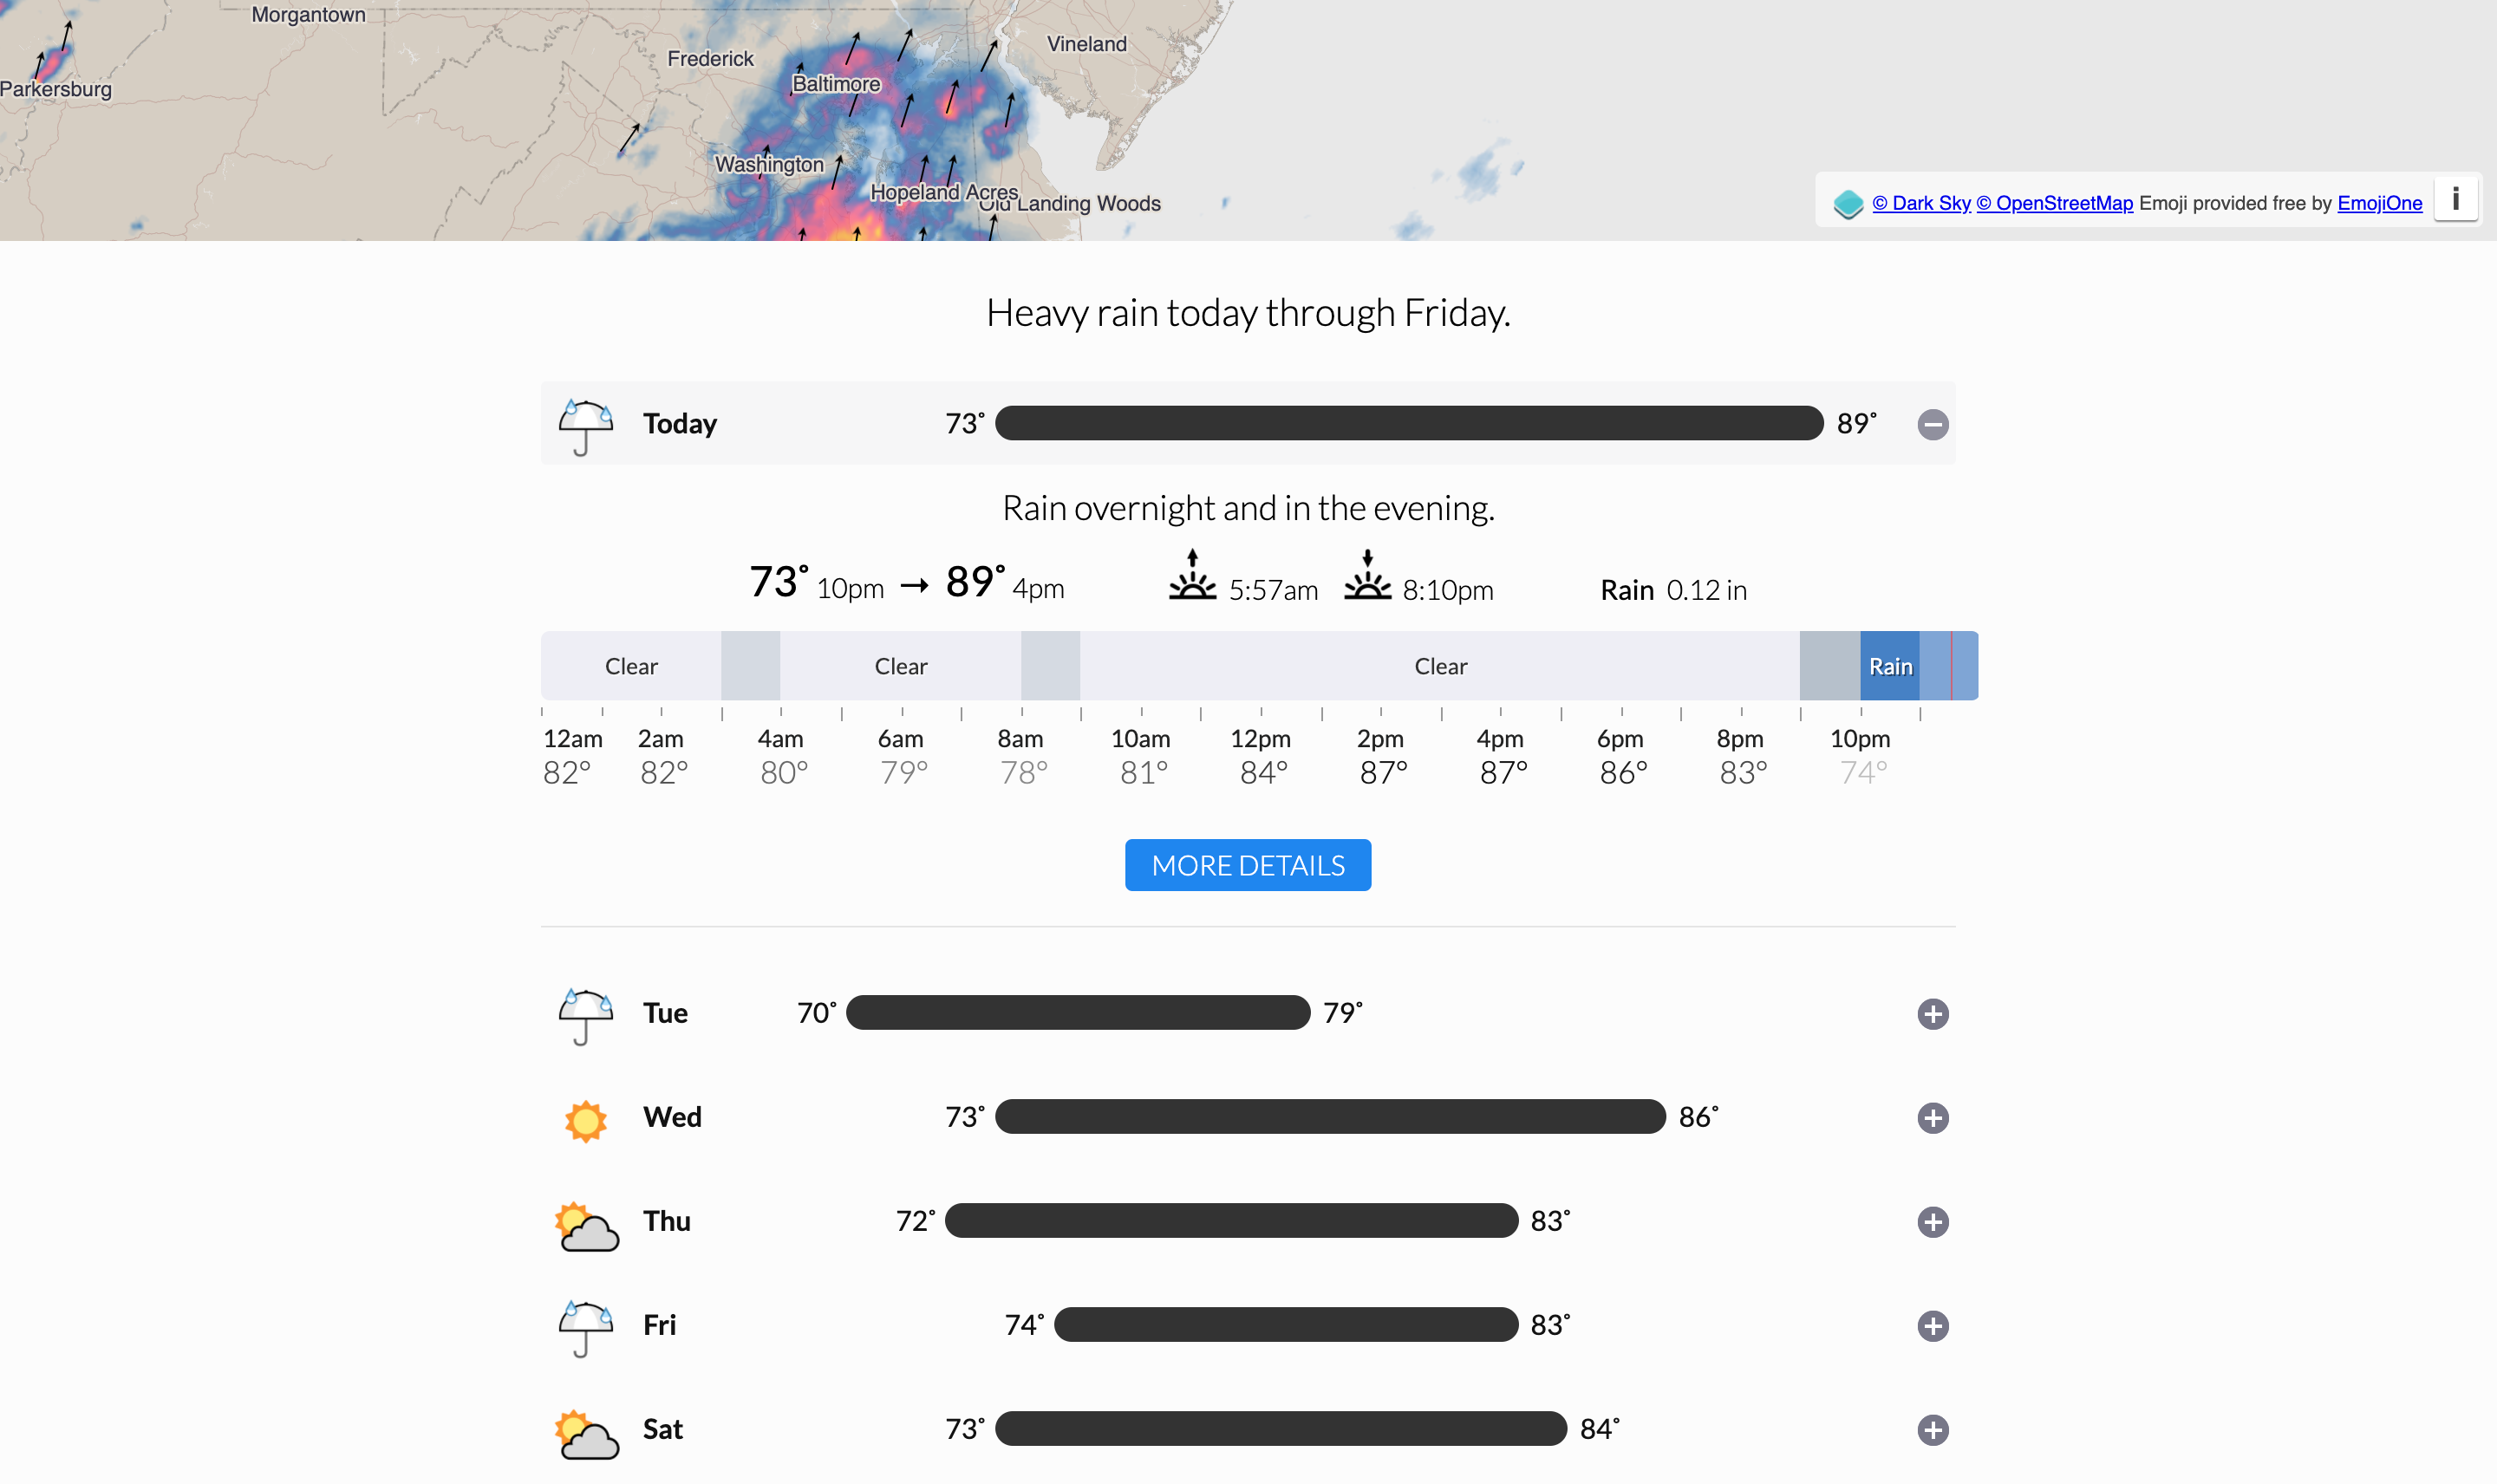 Morgantown
Frederick
Vineland
Parkersburg
Baltimore
Washington
Hopeland Acres
Old Landing Woods
© Dark Sky © OpenStreetMap Emoji provided free by EmojiOne i
Heavy rain today through Friday.
Today 73° 89°
Rain overnight and in the evening.
73° 10pm → 89° 4pm 5:57am 8:10pm Rain 0.12 in
Clear Clear Clear Rain
12am 2am 4am 6am 8am 10am 12pm 2pm 4pm 6pm 8pm 10pm
82° 82° 80° 79° 78° 81° 84° 87° 87° 86° 83° 74°
MORE DETAILS
Tue 70° 79°
Wed 73° 86°
Thu 72° 83°
Fri 74° 83°
Sat 73° 84°